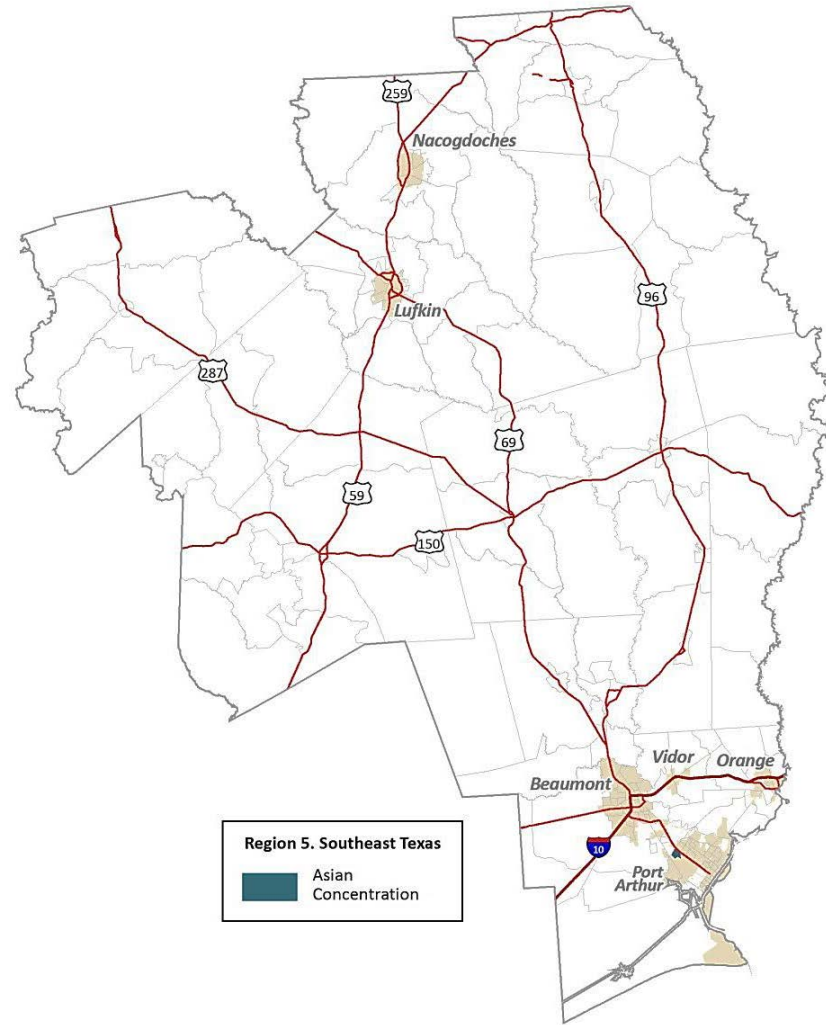 259
Nacogdoches
96
Lufkin
287
69
59
150
Vidor
Orange
Beaumont
Region 5. Southeast Texas
Asian
Concentration
10
Port
Arthur